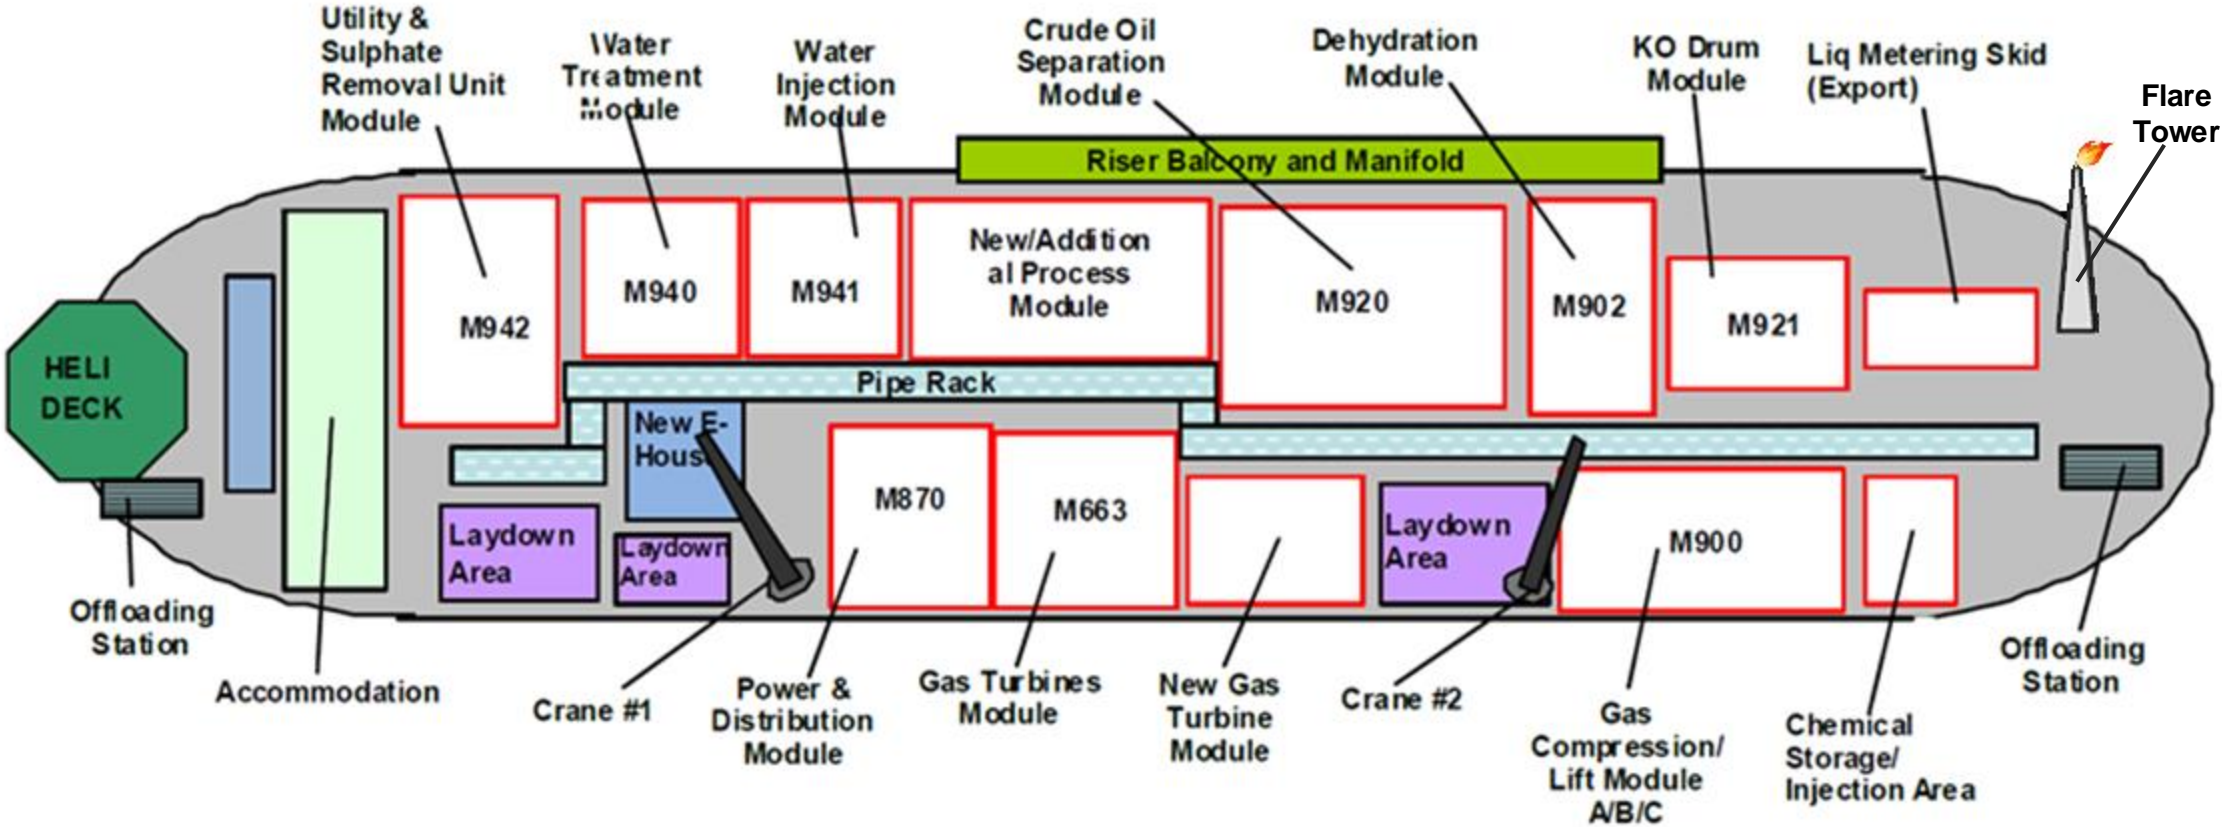 Utility &
Sulphate
Removal Unit
Module
Water
Treatment
Module
Water
Injection
Module
Crude Oil
Separation
Module
Dehydration
Module
KO Drum
Module
Liq Metering Skid
(Export)
Flare
Tower
Riser Balcony and Manifold
M942
M940
M941
New/Addition
al Process
Module
M920
M902
M921
HELI
DECK
Pipe Rack
New E-
House
M870
M663
M900
Laydown
Area
Laydown
Area
Laydown
Area
Offloading
Station
Accommodation
Crane #1
Power &
Distribution
Module
Gas Turbines
Module
New Gas
Turbine
Module
Crane #2
Gas
Compression/
Lift Module
A/B/C
Chemical
Storage/
Injection Area
Offloading
Station